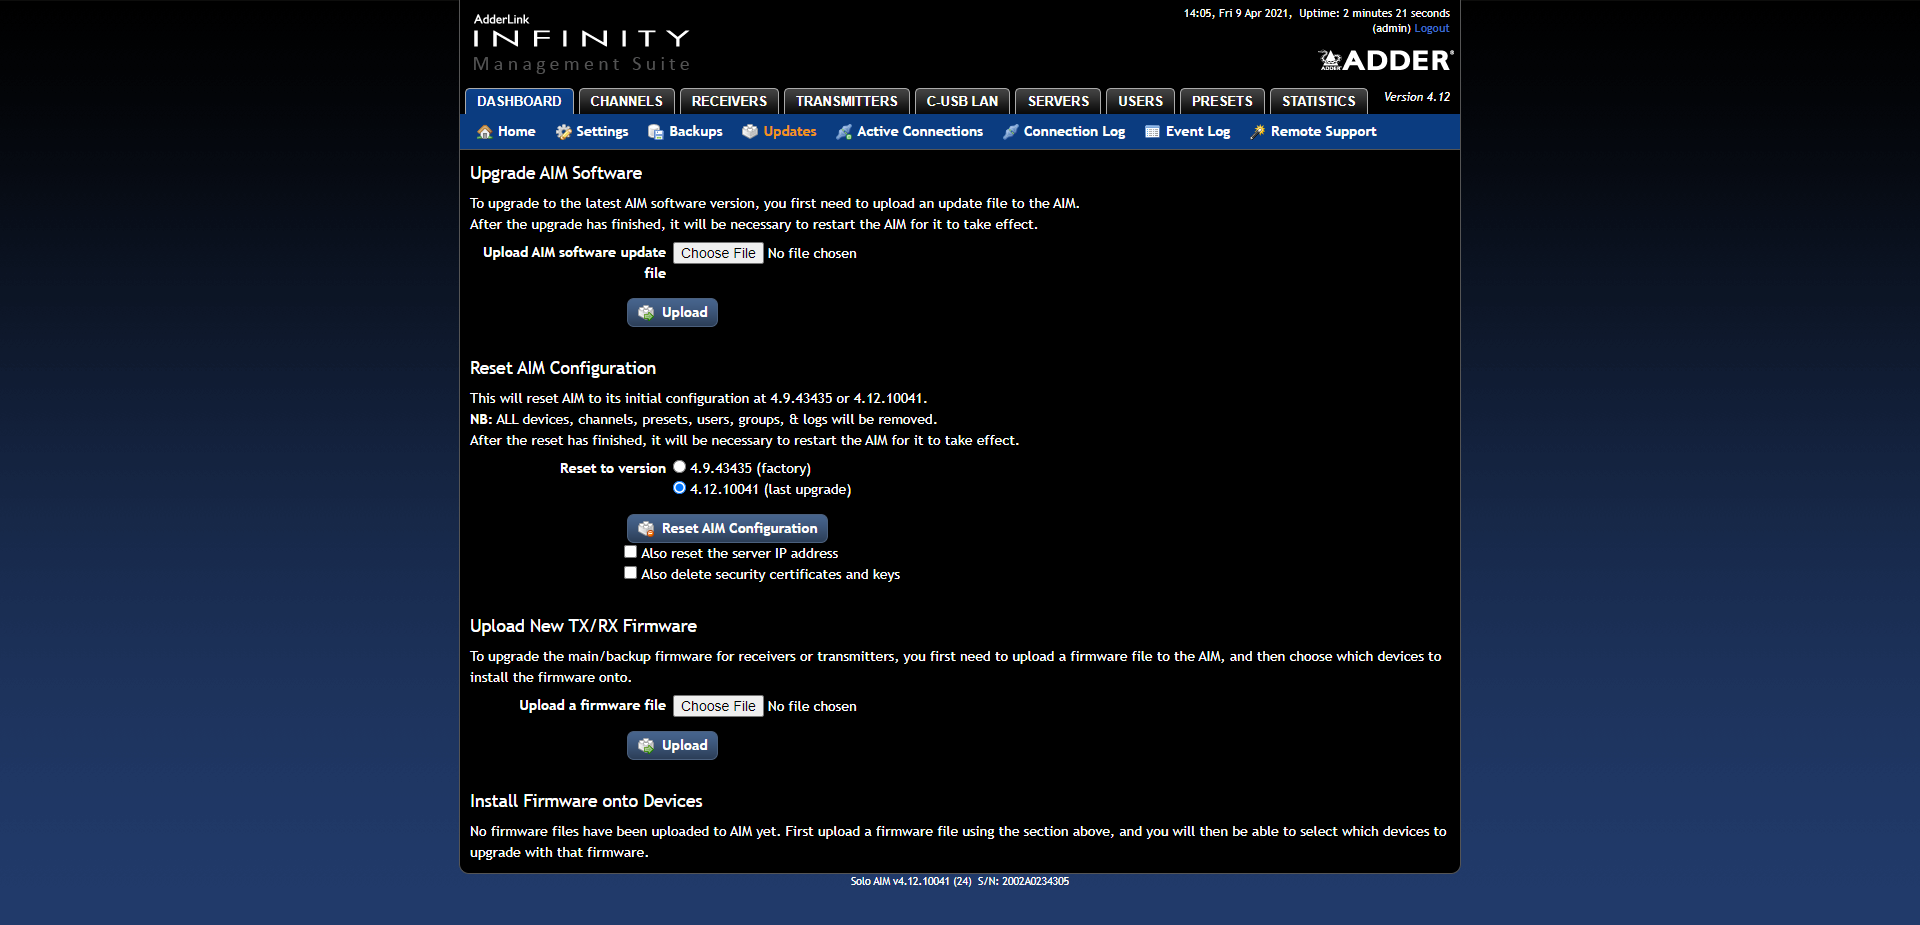 AdderLink
INFINITY
Management Suite
14:05, Fri 9 Apr 2021, Uptime: 2 minutes 21 seconds
(admin) Logout
ADDER
ADDER®
DASHBOARD CHANNELS RECEIVERS TRANSMITTERS C-USB LAN SERVERS USERS PRESETS STATISTICS Version 4.12
Home Settings Backups Updates Active Connections Connection Log Event Log Remote Support
Upgrade AIM Software
To upgrade to the latest AIM software version, you first need to upload an update file to the AIM.
After the upgrade has finished, it will be necessary to restart the AIM for it to take effect.
Upload AIM software update Choose File No file chosen
file
Upload
Reset AIM Configuration
This will reset AIM to its initial configuration at 4.9.43435 or 4.12.10041.
NB: ALL devices, channels, presets, users, groups, & logs will be removed.
After the reset has finished, it will be necessary to restart the AIM for it to take effect.
Reset to version 4.9.43435 (factory)
4.12.10041 (last upgrade)
Reset AIM Configuration
Also reset the server IP address
Also delete security certificates and keys
Upload New TX/RX Firmware
To upgrade the main/backup firmware for receivers or transmitters, you first need to upload a firmware file to the AIM, and then choose which devices to
install the firmware onto.
Upload a firmware file Choose File No file chosen
Upload
Install Firmware onto Devices
No firmware files have been uploaded to AIM yet. First upload a firmware file using the section above, and you will then be able to select which devices to
upgrade with that firmware.
Solo AIM v4.12.10041 (24) S/N: 2002A0234305